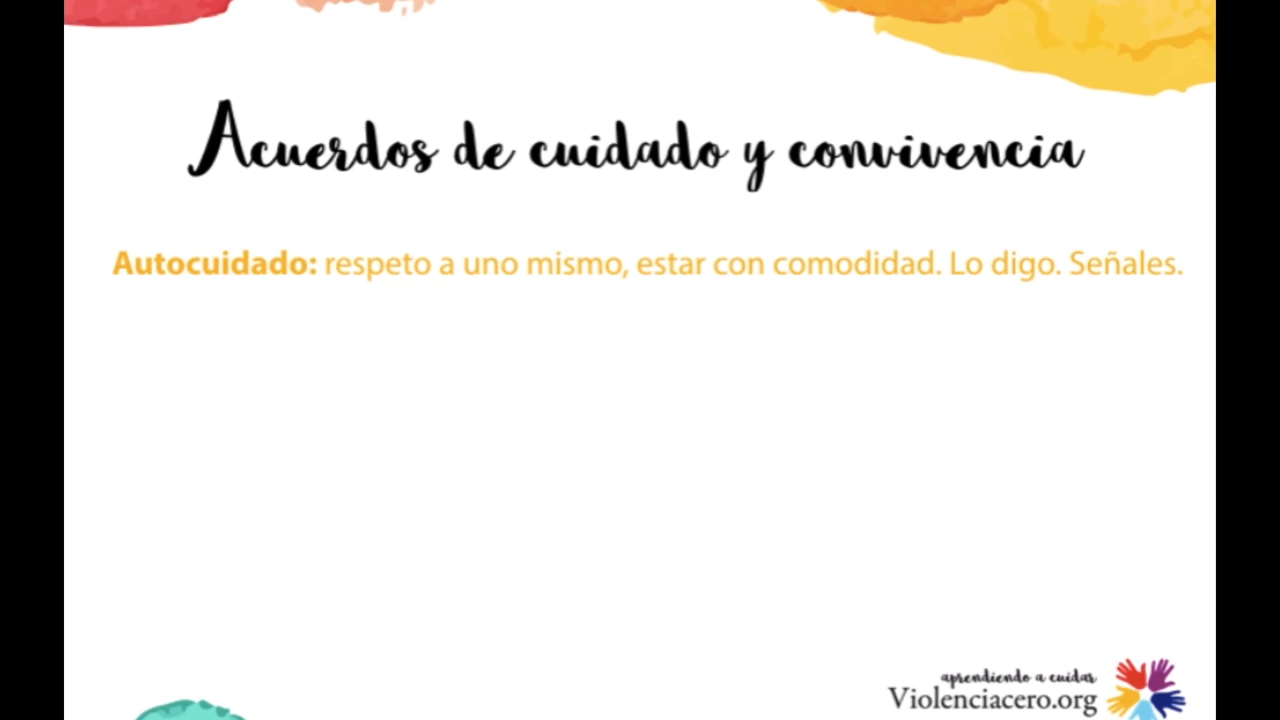 Acuerdos de cuidado y convivencia
Autocuidado: respeto a uno mismo, estar con comodidad. Lo digo. Señales.
aprendiendo a cuidar
Violenciacero.org